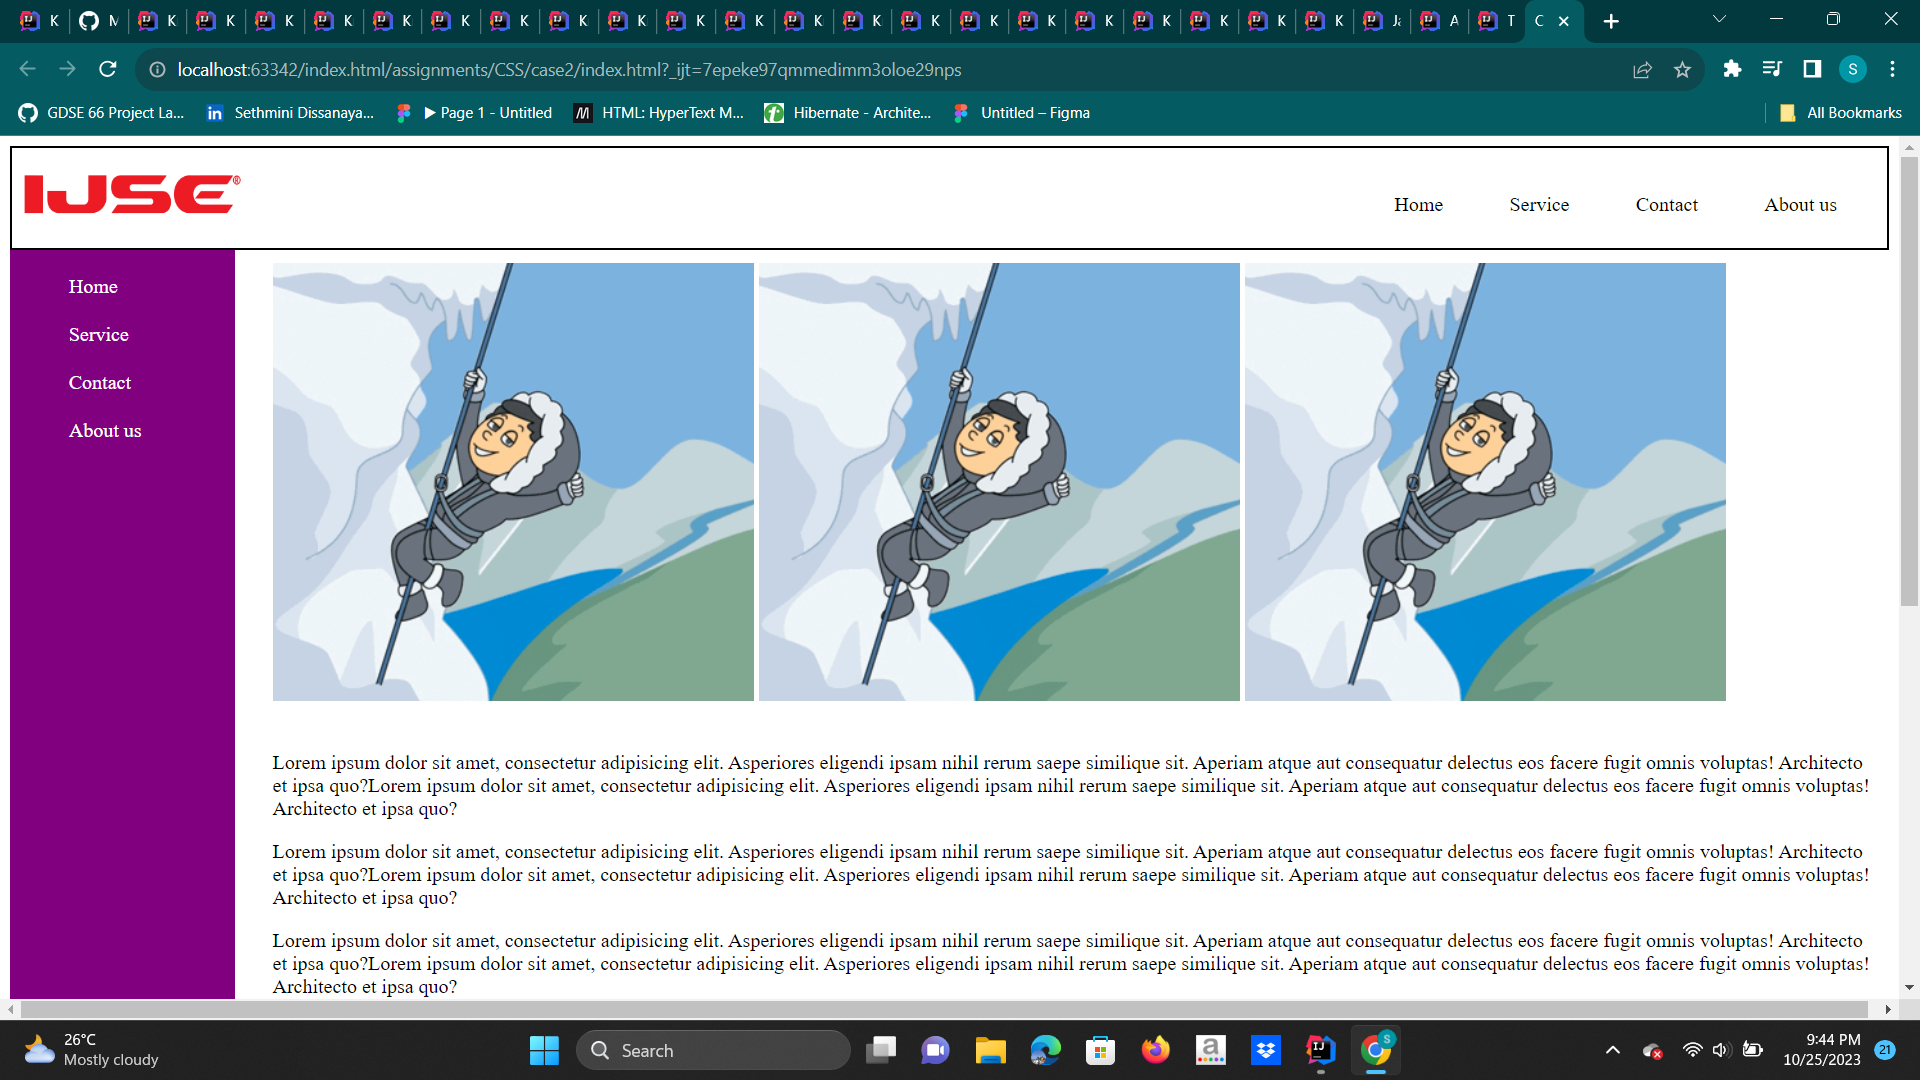 K M K K K K K K K K K K K K K K K K K K K K K Ja A T C
localhost:63342/index.html/assignments/CSS/case2/index.html?_ijt=7epeke97qmmedimm3oloe29nps
S
GDSE 66 Project La... Sethmini Dissanaya... ▶ Page 1 - Untitled HTML: HyperText M... Hibernate - Archite... Untitled – Figma All Bookmarks
IJSE®
Home Service Contact About us
Home
Service
Contact
About us
Lorem ipsum dolor sit amet, consectetur adipisicing elit. Asperiores eligendi ipsam nihil rerum saepe similique sit. Aperiam atque aut consequatur delectus eos facere fugit omnis voluptas! Architecto
et ipsa quo?Lorem ipsum dolor sit amet, consectetur adipisicing elit. Asperiores eligendi ipsam nihil rerum saepe similique sit. Aperiam atque aut consequatur delectus eos facere fugit omnis voluptas!
Architecto et ipsa quo?
Lorem ipsum dolor sit amet, consectetur adipisicing elit. Asperiores eligendi ipsam nihil rerum saepe similique sit. Aperiam atque aut consequatur delectus eos facere fugit omnis voluptas! Architecto
et ipsa quo?Lorem ipsum dolor sit amet, consectetur adipisicing elit. Asperiores eligendi ipsam nihil rerum saepe similique sit. Aperiam atque aut consequatur delectus eos facere fugit omnis voluptas!
Architecto et ipsa quo?
Lorem ipsum dolor sit amet, consectetur adipisicing elit. Asperiores eligendi ipsam nihil rerum saepe similique sit. Aperiam atque aut consequatur delectus eos facere fugit omnis voluptas! Architecto
et ipsa quo?Lorem ipsum dolor sit amet, consectetur adipisicing elit. Asperiores eligendi ipsam nihil rerum saepe similique sit. Aperiam atque aut consequatur delectus eos facere fugit omnis voluptas!
Architecto et ipsa quo?
26°C
Mostly cloudy
Search
9:44 PM
10/25/2023
21